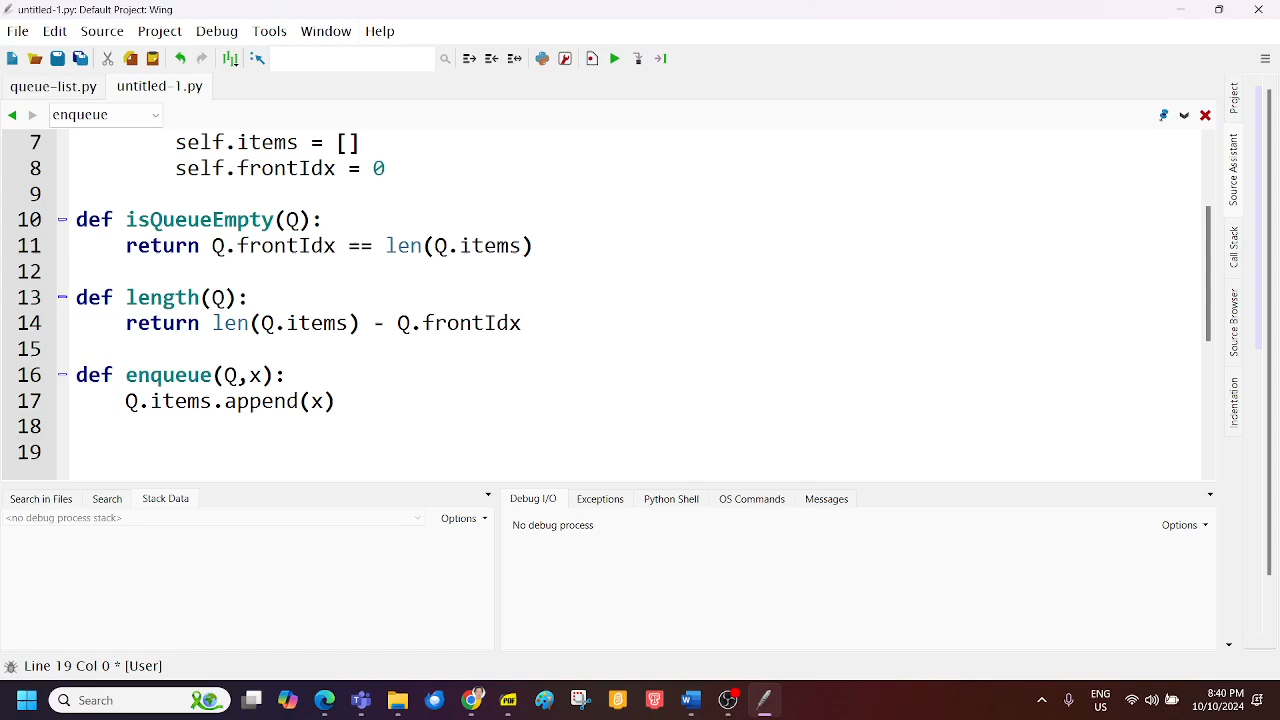 untitled-1.py: Default Project: Wing
File Edit Source Project Debug Tools Window Help
queue-list.py untitled-1.py
enqueue
7 self.items = []
8 self.frontIdx = 0
9
10 def isQueueEmpty(Q):
11 return Q.frontIdx == len(Q.items)
12
13 def length(Q):
14 return len(Q.items) - Q.frontIdx
15
16 def enqueue(Q,x):
17 Q.items.append(x)
18
19
Project
Source Assistant
Call Stack
Source Browser
Indentation
Search in Files Search Stack Data
<no debug process stack> Options
Debug I/O Exceptions Python Shell OS Commands Messages
No debug process Options
Line 19 Col 0 * [User]
Search
PDF
ENG
US
8:40 PM
10/10/2024